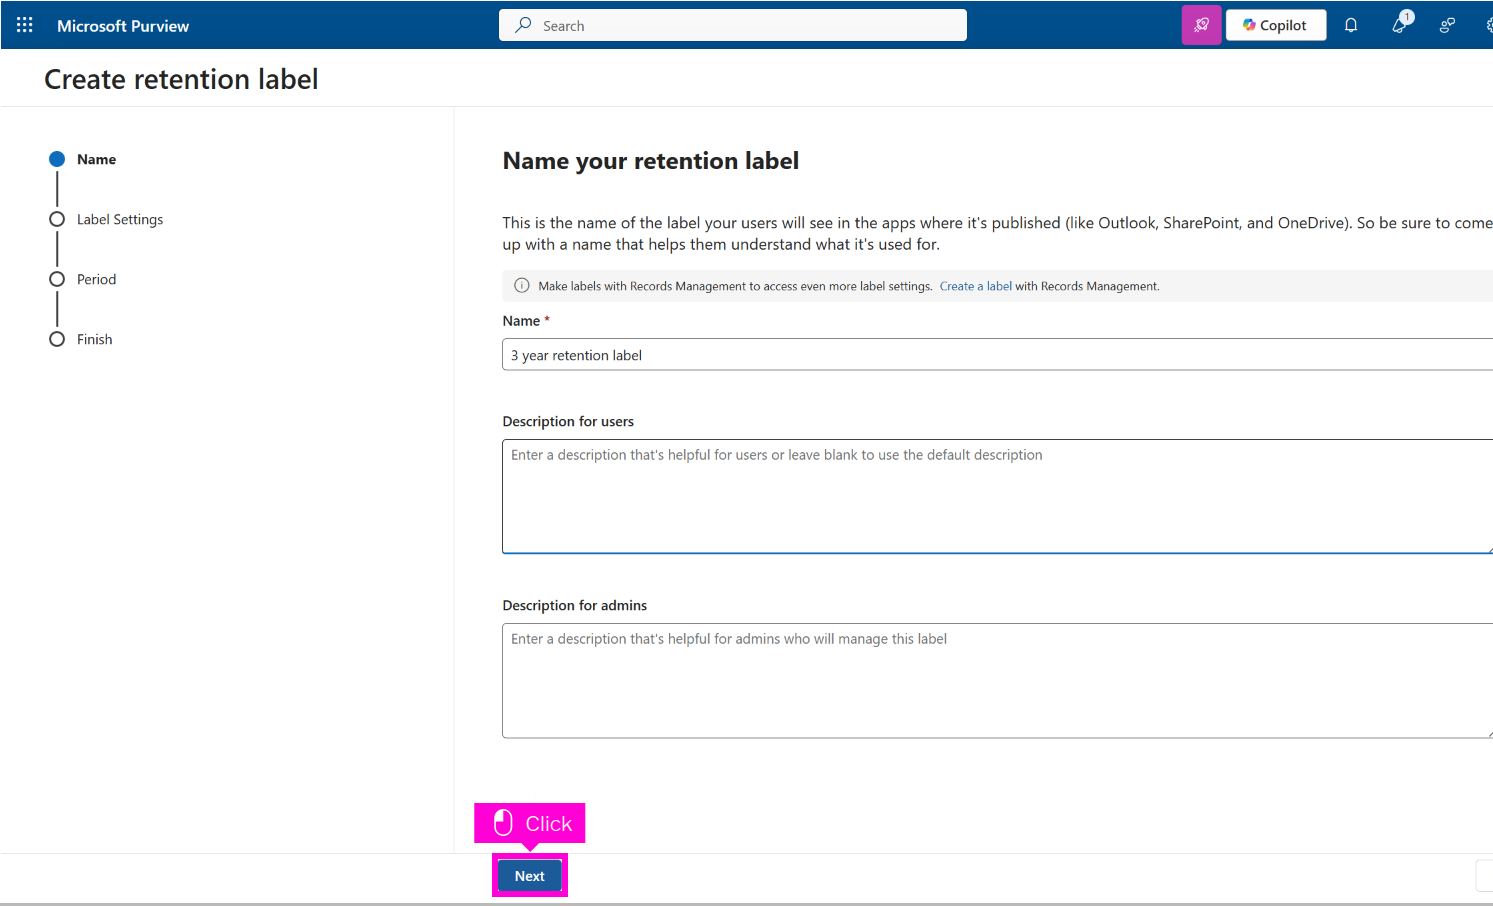 Microsoft Purview
Search
Copilot
1
Create retention label
Name
Label Settings
Period
Finish
Name your retention label
This is the name of the label your users will see in the apps where it's published (like Outlook, SharePoint, and OneDrive). So be sure to come
up with a name that helps them understand what it's used for.
Make labels with Records Management to access even more label settings. Create a label with Records Management.
Name *
3 year retention label
Description for users
Enter a description that's helpful for users or leave blank to use the default description
Description for admins
Enter a description that's helpful for admins who will manage this label
Click
Next